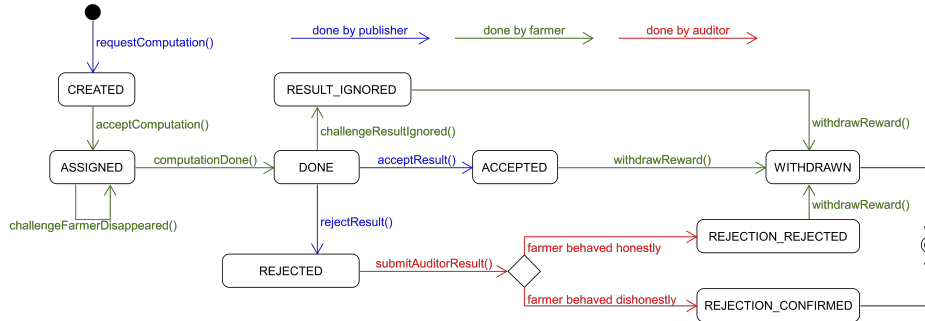 done by publisher
done by farmer
done by auditor
requestComputation()
CREATED
RESULT_IGNORED
acceptComputation()
challengeResultIgnored()
withdrawReward()
ASSIGNED
computationDone()
DONE
acceptResult()
ACCEPTED
withdrawReward()
WITHDRAWN
challengeFarmerDisappeared()
rejectResult()
withdrawReward()
farmer behaved honestly
REJECTION_REJECTED
REJECTED
submitAuditorResult()
farmer behaved dishonestly
REJECTION_CONFIRMED